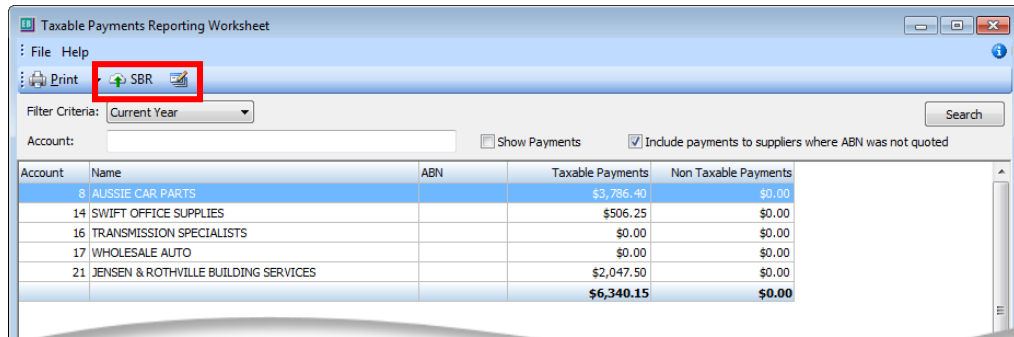 Taxable Payments Reporting Worksheet
File Help
Print SBR
Filter Criteria: Current Year Search
Account: Show Payments Include payments to suppliers where ABN was not quoted
Account Name ABN Taxable Payments Non Taxable Payments
8 AUSSIE CAR PARTS $3,786.40 $0.00
14 SWIFT OFFICE SUPPLIES $506.25 $0.00
16 TRANSMISSION SPECIALISTS $0.00 $0.00
17 WHOLESALE AUTO $0.00 $0.00
21 JENSEN & ROTHVILLE BUILDING SERVICES $2,047.50 $0.00
$6,340.15 $0.00